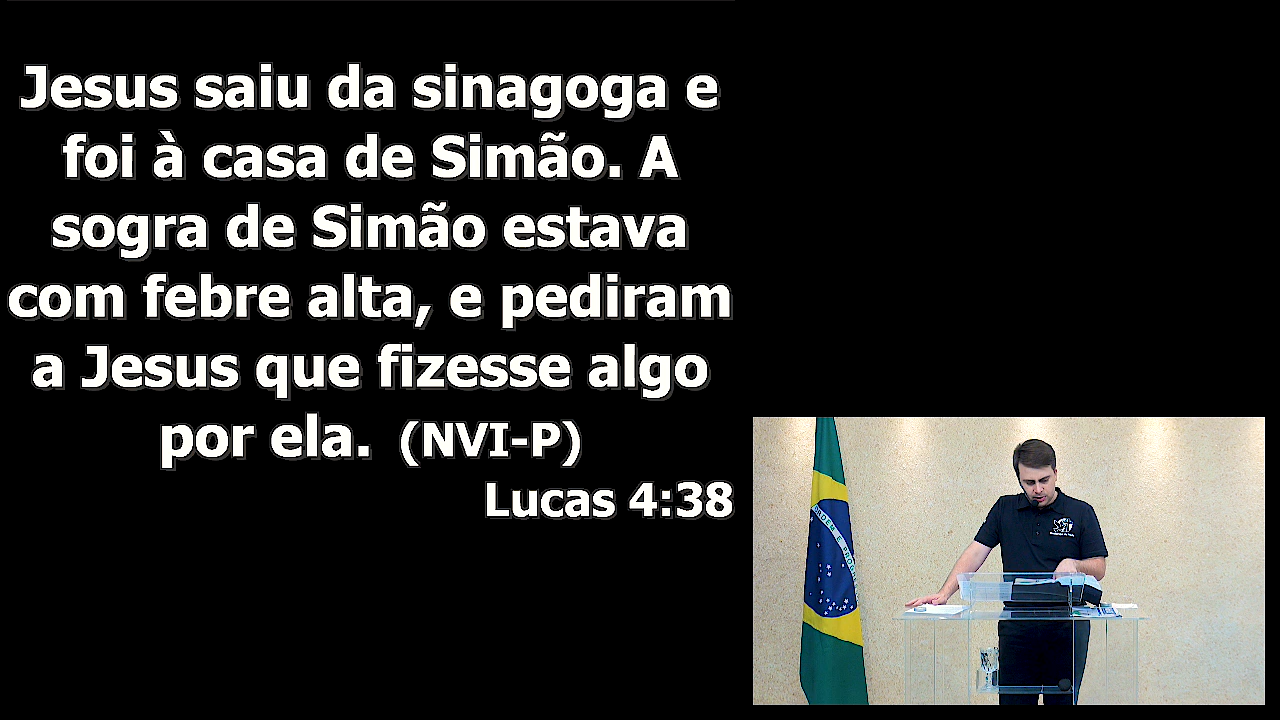 Jesus saiu da sinagoga e
foi à casa de Simão. A
sogra de Simão estava
com febre alta, e pediram
a Jesus que fizesse algo
por ela. (NVI-P)
Lucas 4:38